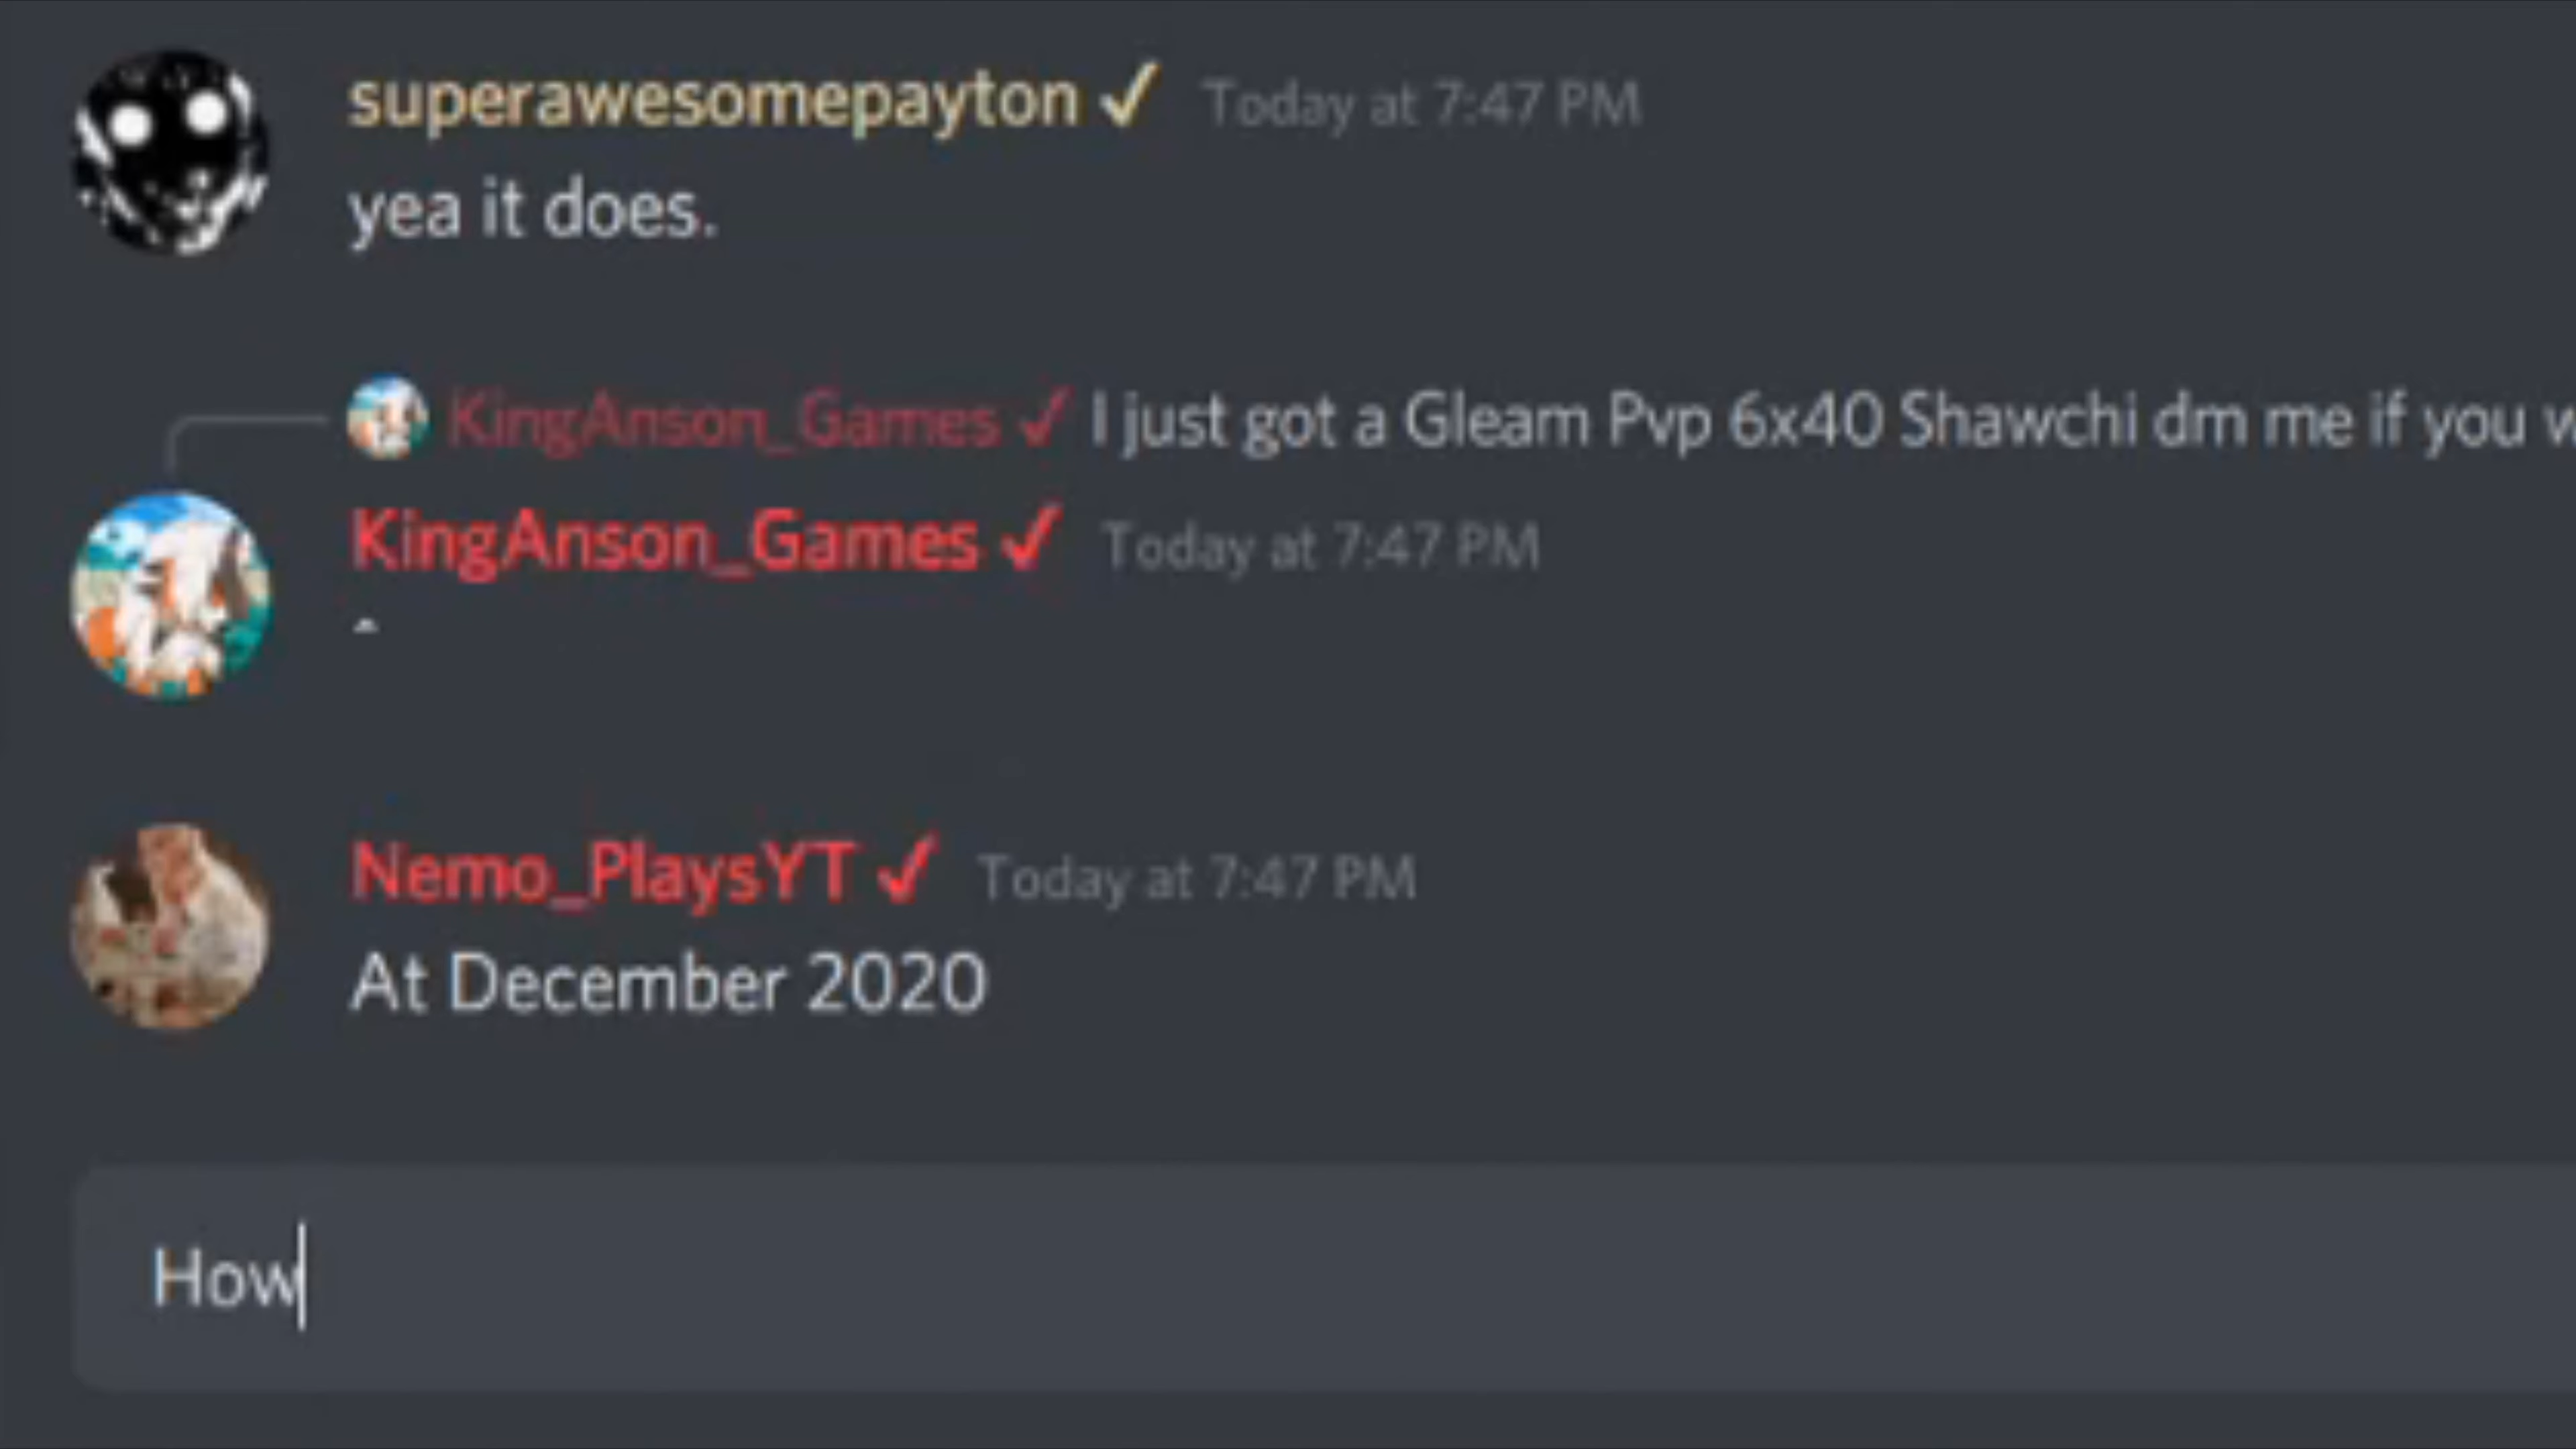 superawesomepayton ✓ Today at 7:47 PM
yea it does.
KingAnson_Games ✓ I just got a Gleam Pvp 6x40 Shawchi dm me if you w
KingAnson_Games ✓ Today at 7:47 PM
^
Nemo_PlaysYT ✓ Today at 7:47 PM
At December 2020
How